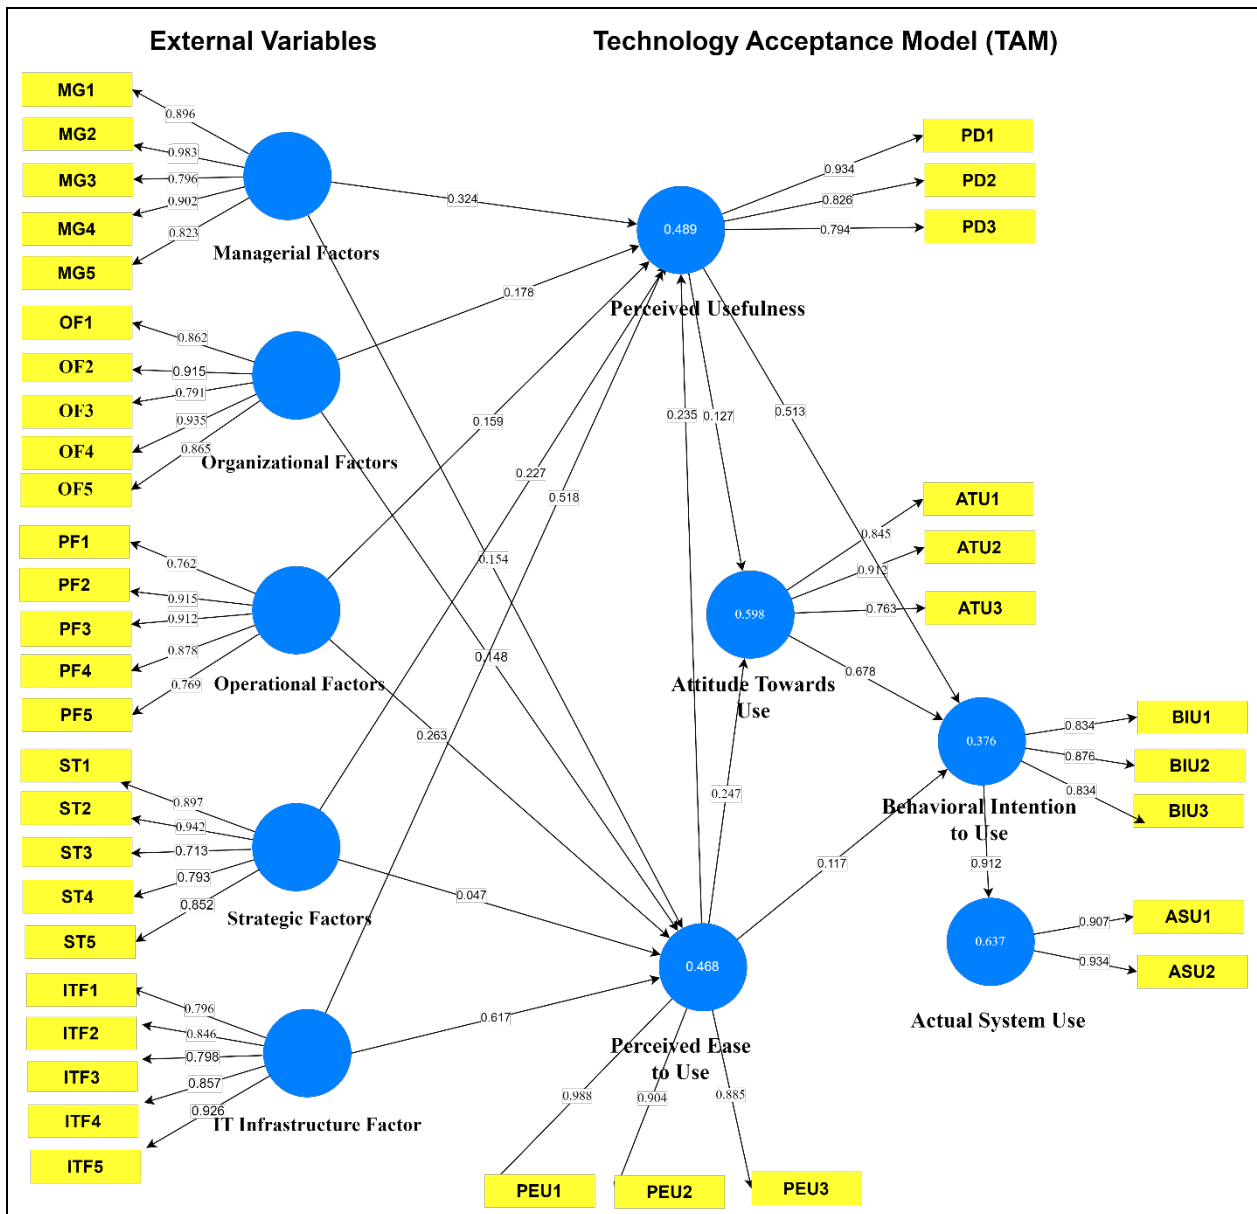 External Variables
Technology Acceptance Model (TAM)
MG1
MG2
MG3
MG4
MG5
0.896
0.983
0.796
0.902
0.823
Managerial Factors
OF1
OF2
OF3
OF4
OF5
0.862
0.915
0.791
0.935
0.865
Organizational Factors
PF1
PF2
PF3
PF4
PF5
0.762
0.915
0.912
0.878
0.769
Operational Factors
ST1
ST2
ST3
ST4
ST5
0.897
0.942
0.713
0.793
0.852
Strategic Factors
ITF1
ITF2
ITF3
ITF4
ITF5
0.796
0.846
0.798
0.857
0.926
IT Infrastructure Factor
0.324
0.178
0.159
0.227
0.518
0.154
0.148
0.263
0.047
0.617
0.489
Perceived Usefulness
0.934
0.826
0.794
PD1
PD2
PD3
0.235
0.127
0.513
0.598
Attitude Towards
Use
0.845
0.912
0.763
ATU1
ATU2
ATU3
0.678
0.247
0.117
0.376
Behavioral Intention
to Use
0.834
0.876
0.834
BIU1
BIU2
BIU3
0.912
0.637
Actual System Use
0.907
0.934
ASU1
ASU2
0.468
Perceived Ease
to Use
0.988
0.904
0.885
PEU1
PEU2
PEU3